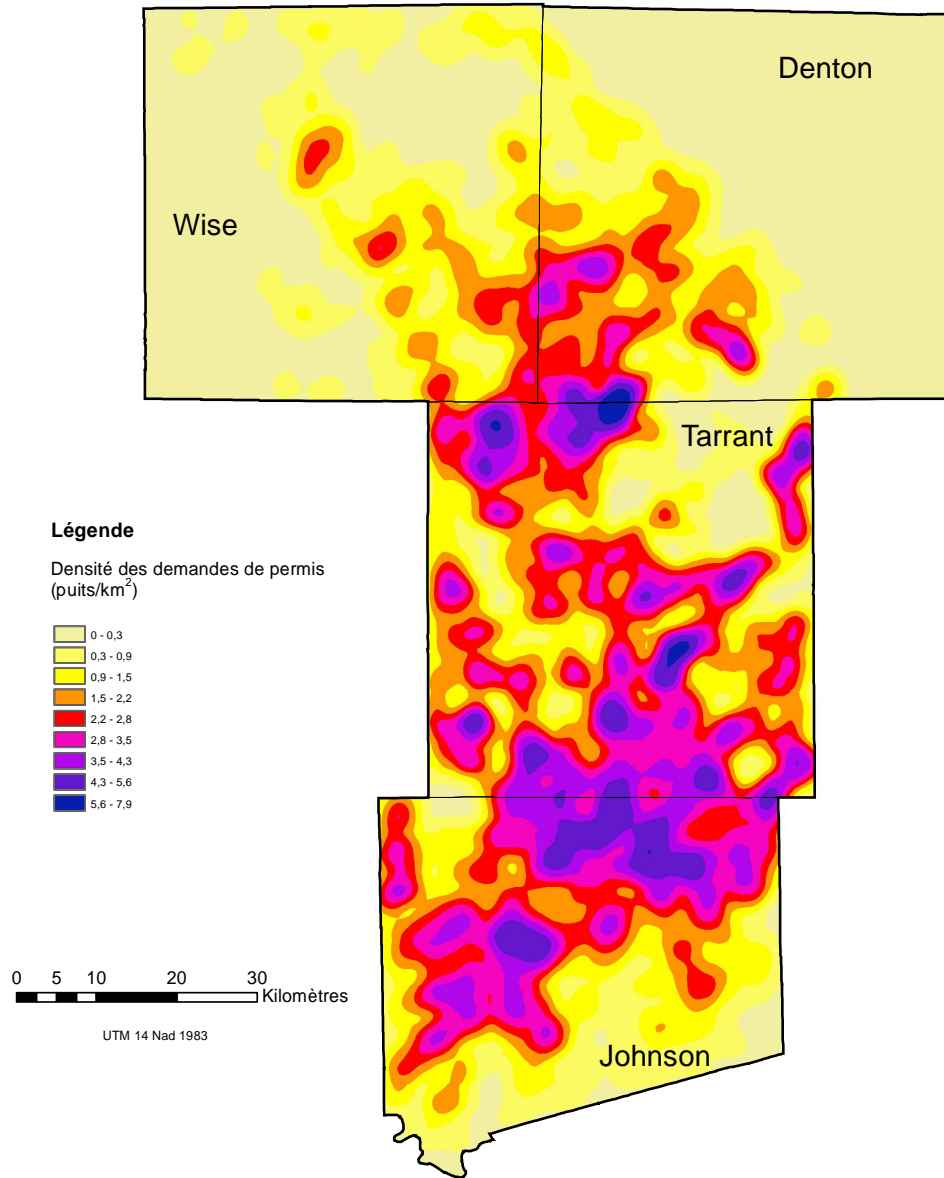 Denton
Wise
Tarrant
Légende
Densité des demandes de permis
(puits/km²)
0 - 0,3
0,3 - 0,9
0,9 - 1,5
1,5 - 2,2
2,2 - 2,8
2,8 - 3,5
3,5 - 4,3
4,3 - 5,6
5,6 - 7,9
0 5 10 20 30
Kilomètres
UTM 14 Nad 1983
Johnson